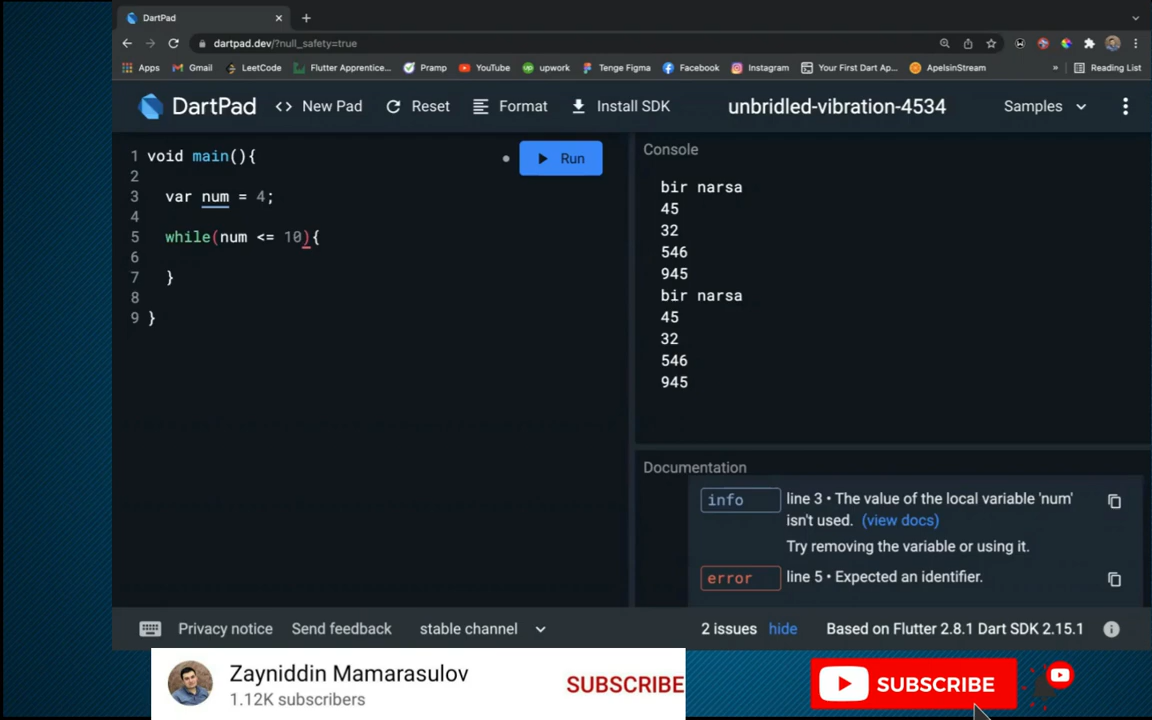 DartPad
dartpad.dev/?null_safety=true
Apps Gmail LeetCode Flutter Apprentice... Pramp YouTube upwork Tenge Figma Facebook Instagram Your First Dart Ap... ApelsinStream » Reading List
DartPad <> New Pad Reset Format Install SDK unbridled-vibration-4534 Samples
Run
1 void main(){
2
3 var num = 4;
4
5 while(num <= 10){
6
7 }
8
9 }
Console
bir narsa
45
32
546
945
bir narsa
45
32
546
945
Documentation
info line 3 • The value of the local variable 'num'
isn't used. (view docs)
Try removing the variable or using it.
error line 5 • Expected an identifier.
Privacy notice Send feedback stable channel 2 issues hide Based on Flutter 2.8.1 Dart SDK 2.15.1
Zayniddin Mamarasulov
1.12K subscribers
SUBSCRIBE
SUBSCRIBE